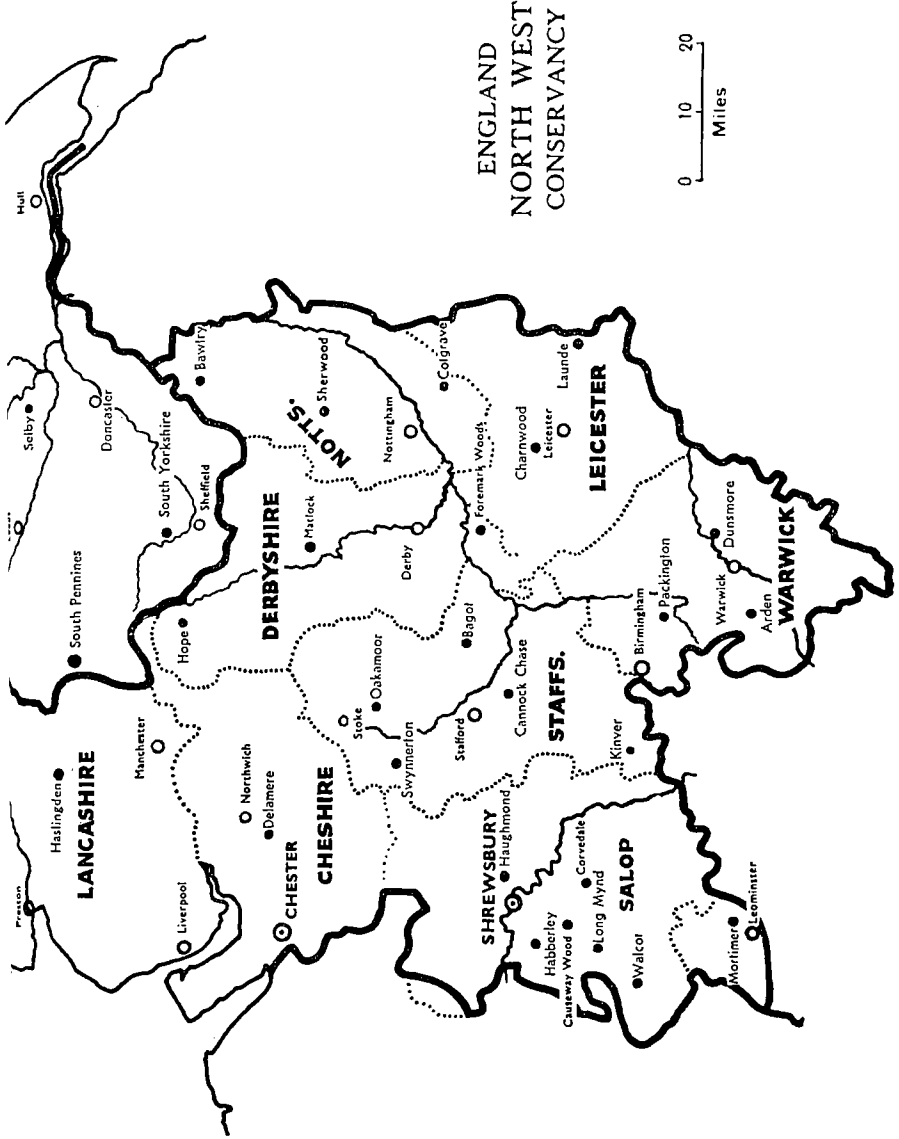 ENGLAND
NORTH WEST
CONSERVANCY
0 10 20
Miles
Hull
Selby
Doncaster
South Yorkshire
Sheffield
South Pennines
Preston
Haslingden
LANCASHIRE
Manchester
Liverpool
Hope
DERBYSHIRE
Matlock
Derby
Bawlry
Sherwood
NOTTS.
Nottingham
Colgrave
Foremark Woods
Charnwood
Leicester
Launde
LEICESTER
Northwich
Delamere
CHESTER
CHESHIRE
Stoke
Oakamoor
Swynnerton
Bagot
Stafford
Cannock Chase
STAFFS.
Kinver
Birmingham
Packington
Warwick
Dunsmore
Arden
WARWICK
SHREWSBURY
Haughmond
Habberley
Causeway Wood
Long Mynd
Corvedale
SALOP
Walcot
Mortimer
Leominster